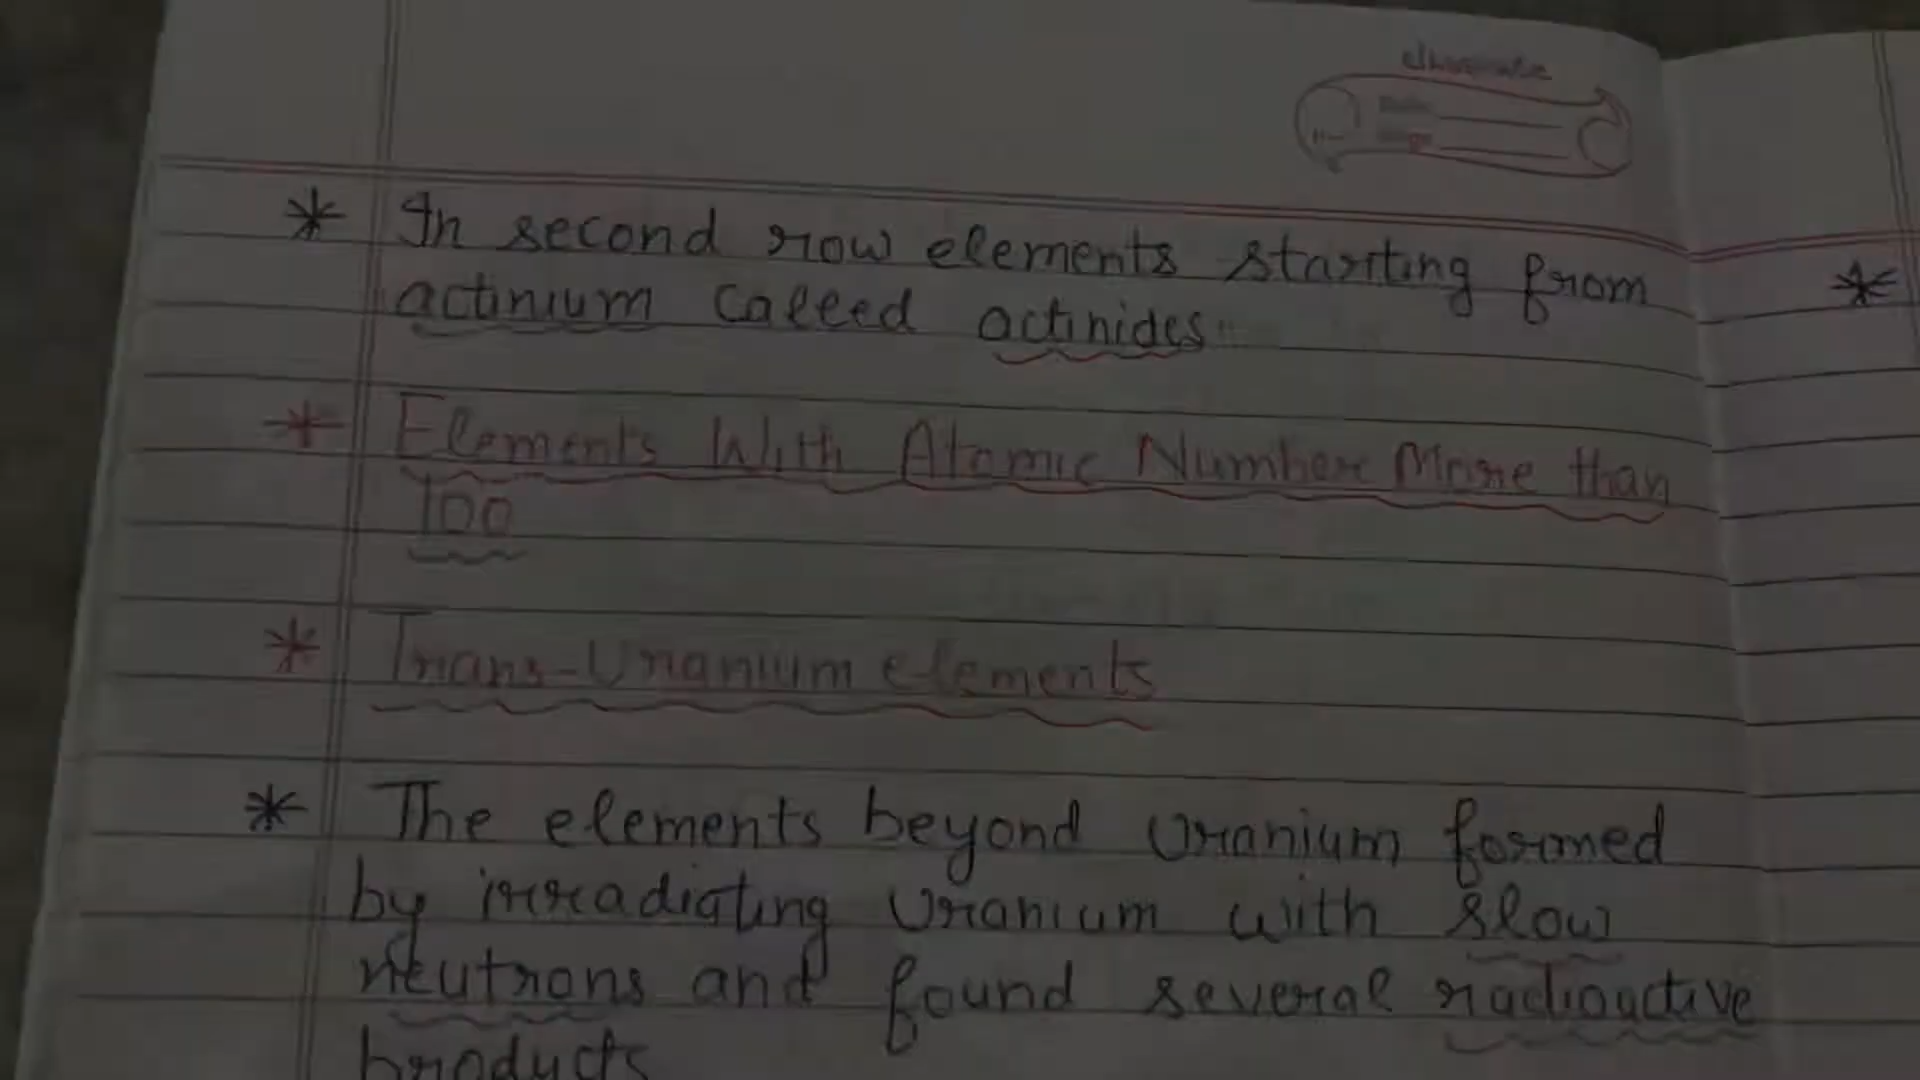 * In second row elements starting from
actinium called actinides
* Elements With Atomic Number More than
100
* Trans-Uranium elements
* The elements beyond Uranium formed
by irradiating Uranium with slow
neutrons and found several radioactive
products
*